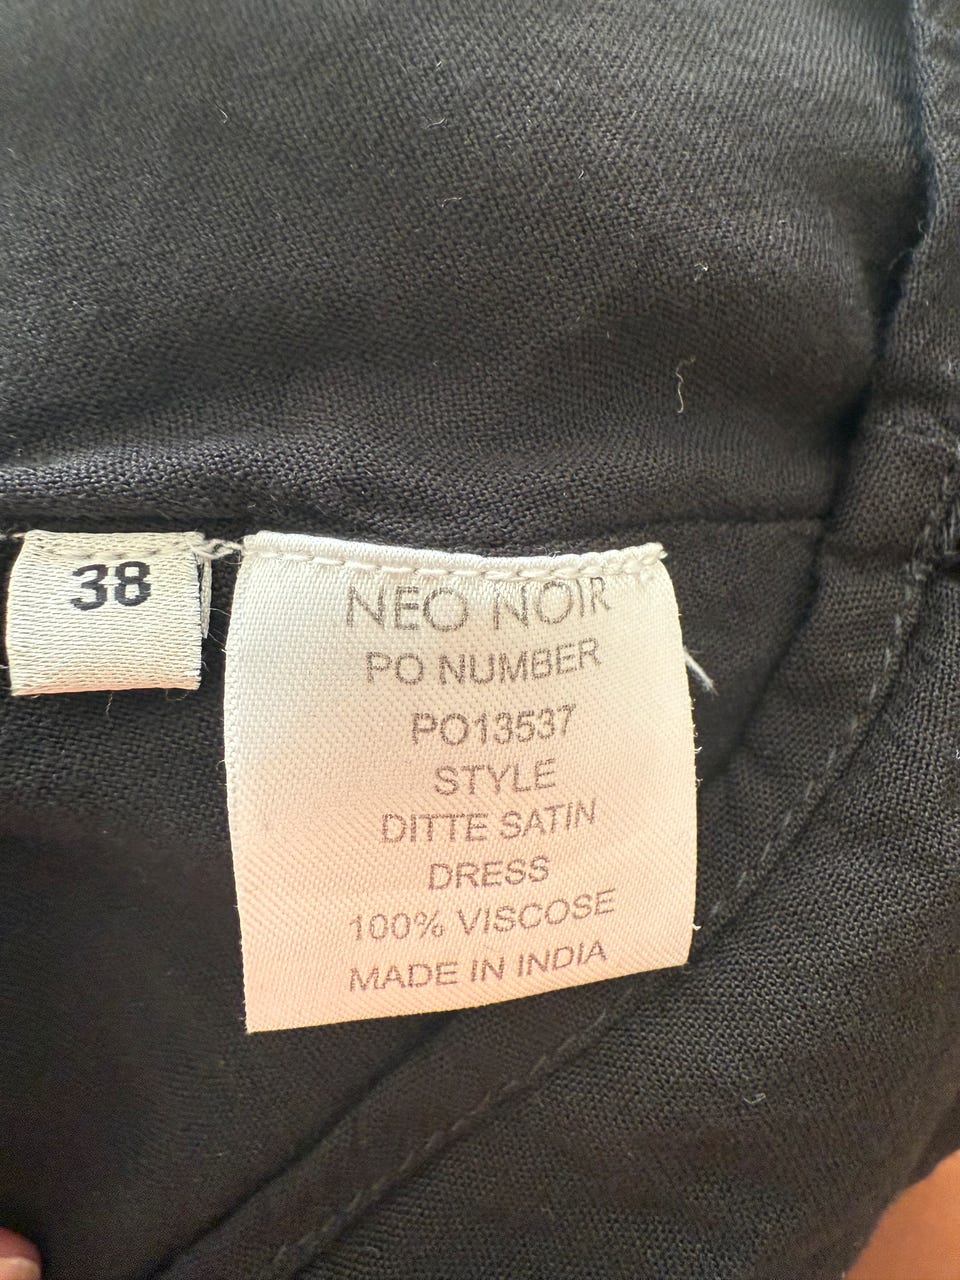 38
NEO NOIR
PO NUMBER
PO13537
STYLE
DITTE SATIN
DRESS
100% VISCOSE
MADE IN INDIA